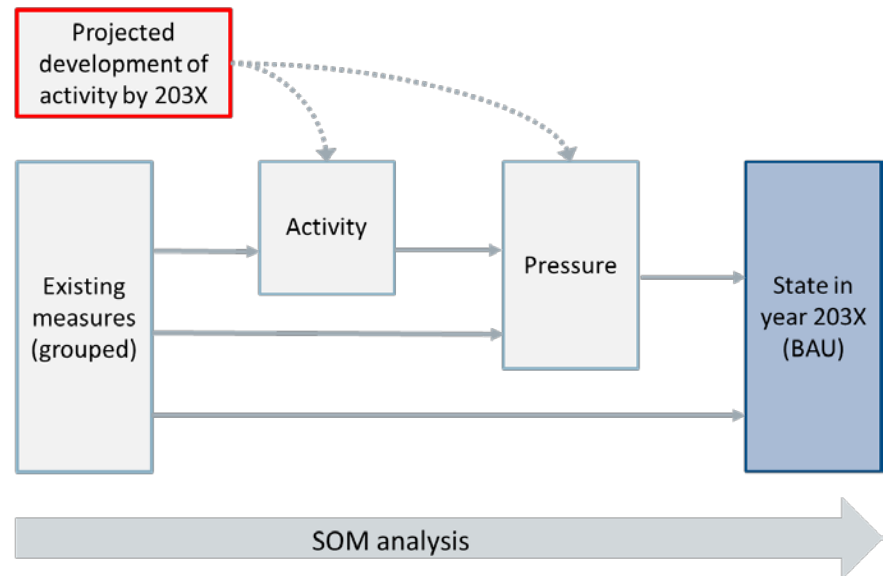 Projected
development of
activity by 203X
Activity
Pressure
Existing
measures
(grouped)
State in
year 203X
(BAU)
SOM analysis